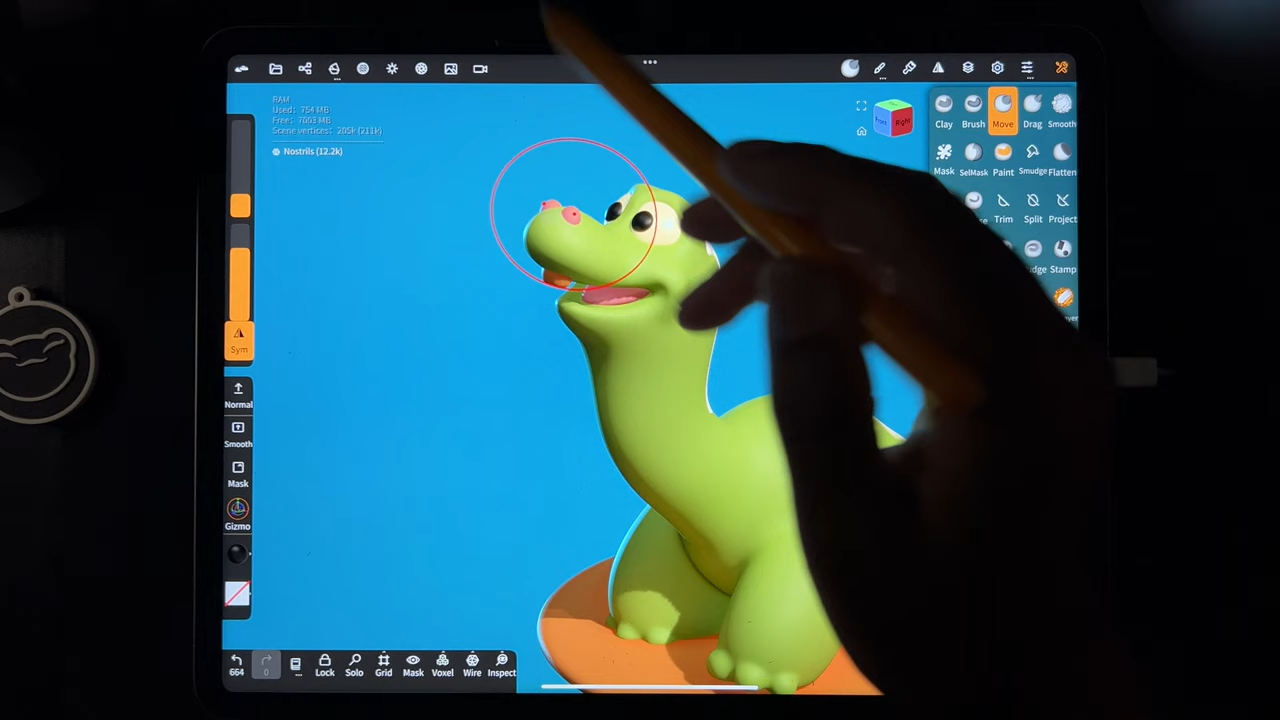 RAM
Used: 754 MB
Free: 7003 MB
Scene vertices: 205k (211k)
Nostrils (12.2k)
Front
Right
Clay Brush Move Drag Smooth
Mask SelMask Paint Smudge Flatten
Trim Split Project
Stamp
Sym
Normal
Smooth
Mask
Gizmo
664 0 Lock Solo Grid Mask Voxel Wire Inspect